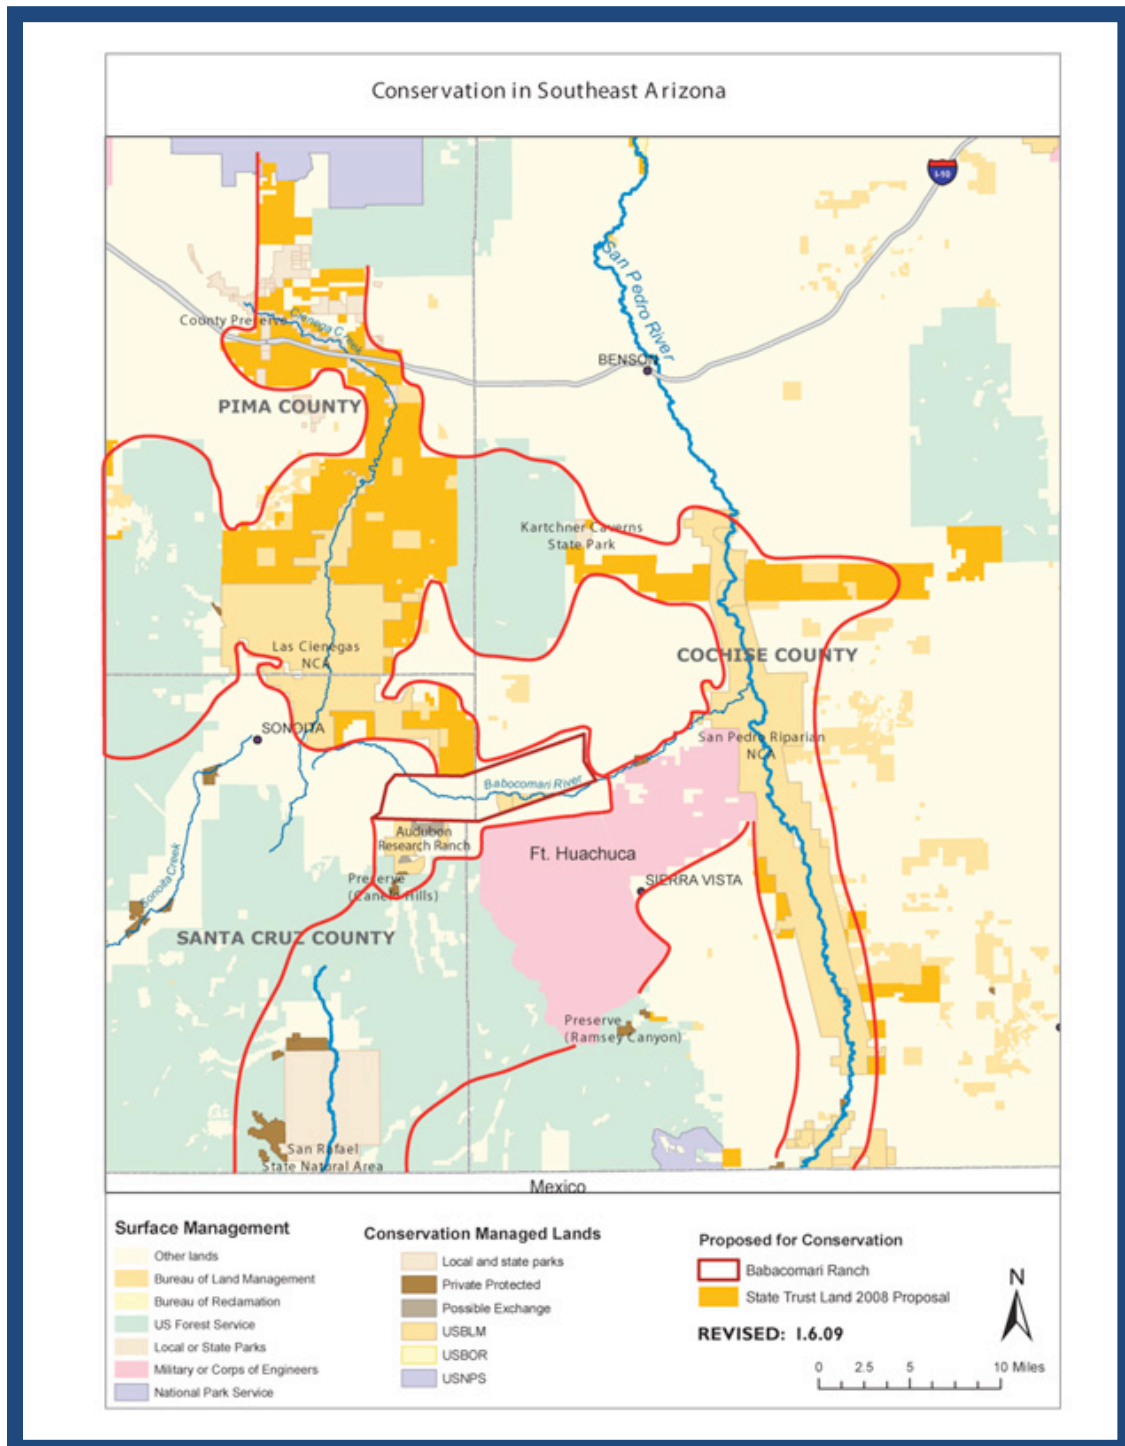 Conservation in Southeast Arizona
I-10
San Pedro River
County Preserve
Cienega Creek
BENSON
PIMA COUNTY
Kartchner Caverns
State Park
Las Cienegas
NCA
COCHISE COUNTY
SONOITA
San Pedro Riparian
NCA
Babocomari River
Audubon
Research Ranch
Ft. Huachuca
Preserve
(Canelo Hills)
SIERRA VISTA
Sonoita Creek
SANTA CRUZ COUNTY
Preserve
(Ramsey Canyon)
San Rafael
State Natural Area
Mexico
Surface Management
Other lands
Bureau of Land Management
Bureau of Reclamation
US Forest Service
Local or State Parks
Military or Corps of Engineers
National Park Service
Conservation Managed Lands
Local and state parks
Private Protected
Possible Exchange
USBLM
USBOR
USNPS
Proposed for Conservation
Babacomari Ranch
State Trust Land 2008 Proposal
REVISED: 1.6.09
N
0 2.5 5 10 Miles